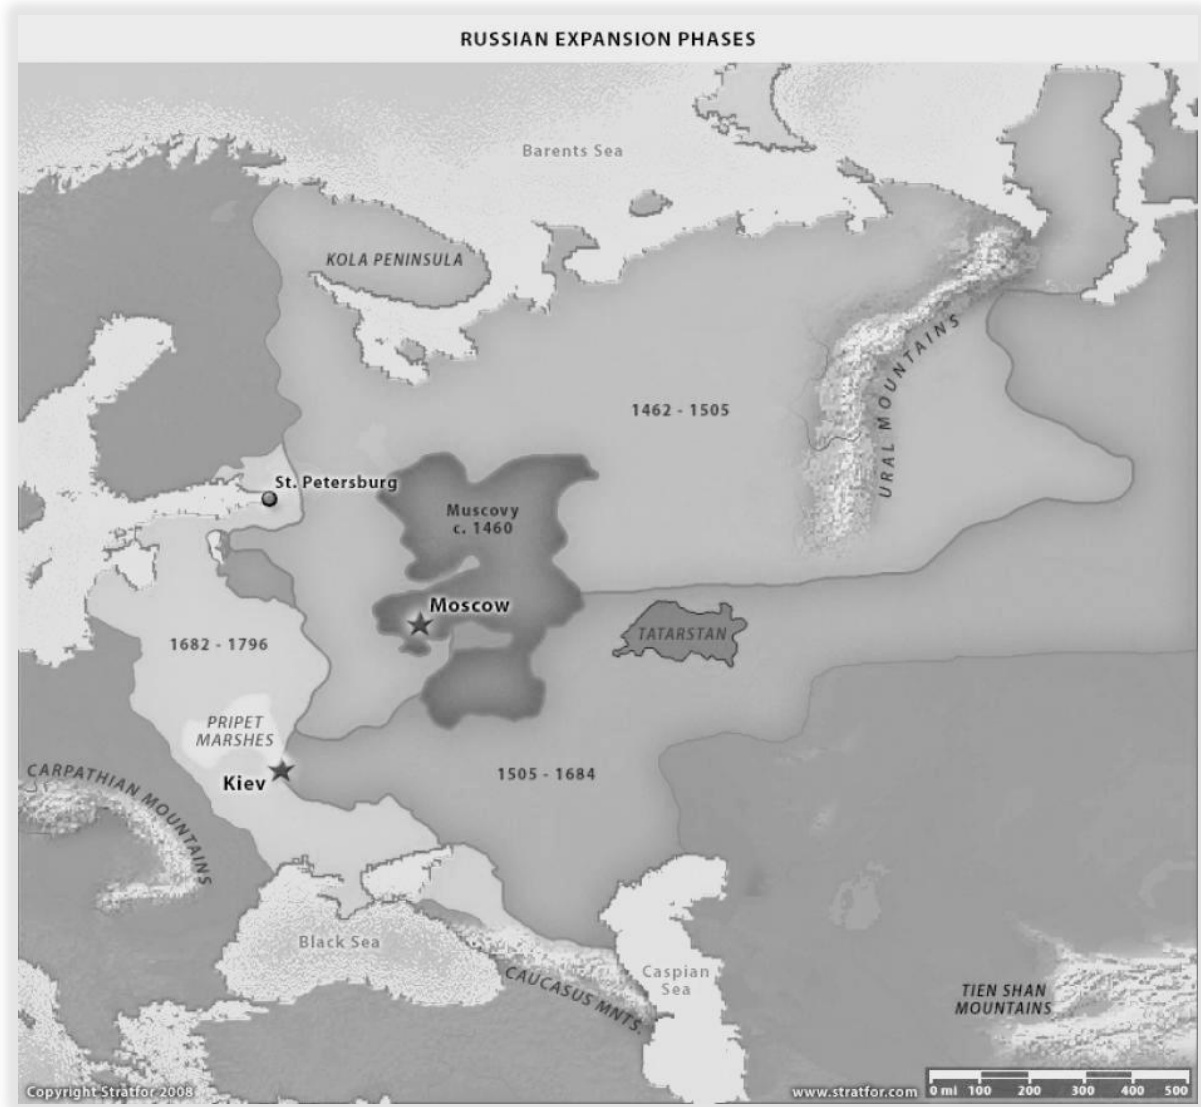 RUSSIAN EXPANSION PHASES
Barents Sea
KOLA PENINSULA
URAL MOUNTAINS
1462 - 1505
St. Petersburg
Muscovy
c. 1460
Moscow
TATARSTAN
1682 - 1796
PRIPET
MARSHES
Kiev
1505 - 1684
CARPATHIAN MOUNTAINS
Black Sea
CAUCASUS MNTS.
Caspian
Sea
TIEN SHAN
MOUNTAINS
Copyright Stratfor 2008
www.stratfor.com
0 mi 100 200 300 400 500